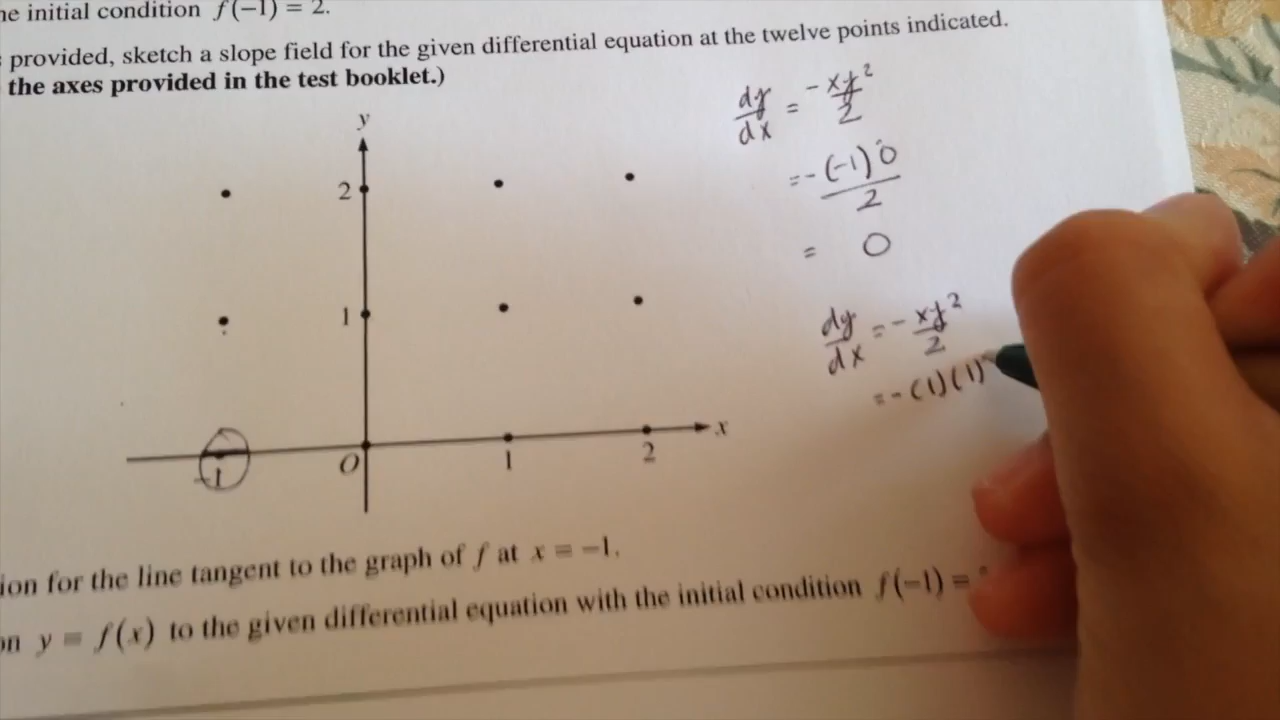 he initial condition f(−1) = 2.
provided, sketch a slope field for the given differential equation at the twelve points indicated.
the axes provided in the test booklet.)
y
2
1
-1
O
1
2
x
dy/dx = -xy²/2
= -(-1)0/2
= 0
dy/dx = -xy²/2
= -(1)(1)
ion for the line tangent to the graph of f at x = −1.
on y = f(x) to the given differential equation with the initial condition f(−1) =